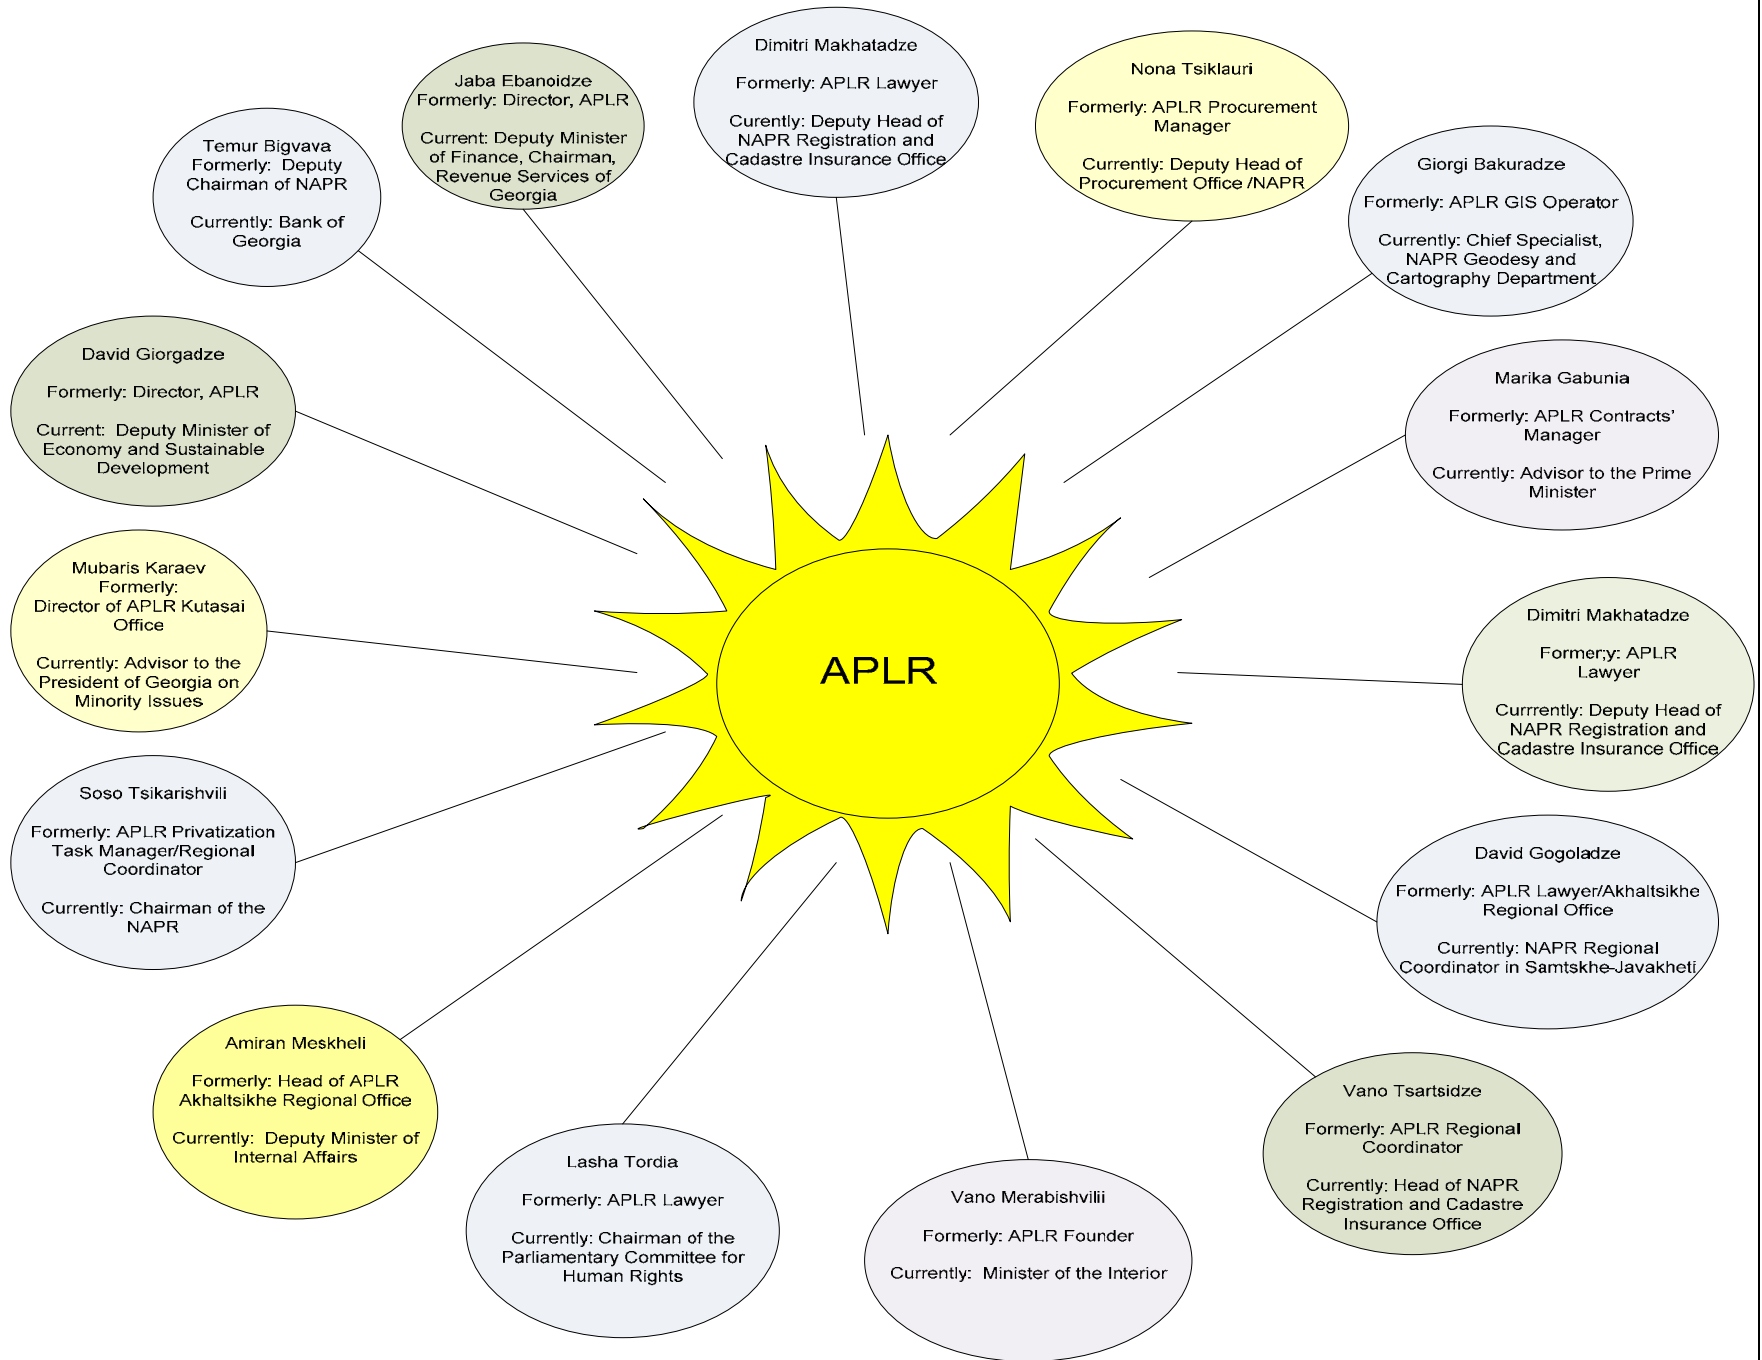 Dimitri Makhatadze
Formerly: APLR Lawyer
Curently: Deputy Head of
NAPR Registration and
Cadastre Insurance Office
Jaba Ebanoidze
Formerly: Director, APLR
Current: Deputy Minister
of Finance, Chairman,
Revenue Services of
Georgia
Nona Tsiklauri
Formerly: APLR Procurement
Manager
Currently: Deputy Head of
Procurement Office /NAPR
Temur Bigvava
Formerly: Deputy
Chairman of NAPR
Currently: Bank of
Georgia
Giorgi Bakuradze
Formerly: APLR GIS Operator
Currently: Chief Specialist,
NAPR Geodesy and
Cartography Department
David Giorgadze
Formerly: Director, APLR
Current: Deputy Minister of
Economy and Sustainable
Development
Marika Gabunia
Formerly: APLR Contracts’
Manager
Currently: Advisor to the Prime
Minister
Mubaris Karaev
Formerly:
Director of APLR Kutasai
Office
Currently: Advisor to the
President of Georgia on
Minority Issues
APLR
Dimitri Makhatadze
Former;y: APLR
Lawyer
Currrently: Deputy Head of
NAPR Registration and
Cadastre Insurance Office
Soso Tsikarishvili
Formerly: APLR Privatization
Task Manager/Regional
Coordinator
Currently: Chairman of the
NAPR
David Gogoladze
Formerly: APLR Lawyer/Akhaltsikhe
Regional Office
Currently: NAPR Regional
Coordinator in Samtskhe-Javakheti
Amiran Meskheli
Formerly: Head of APLR
Akhaltsikhe Regional Office
Currently: Deputy Minister of
Internal Affairs
Vano Tsartsidze
Formerly: APLR Regional
Coordinator
Currently: Head of NAPR
Registration and Cadastre
Insurance Office
Lasha Tordia
Formerly: APLR Lawyer
Currently: Chairman of the
Parliamentary Committee for
Human Rights
Vano Merabishvilii
Formerly: APLR Founder
Currently: Minister of the Interior